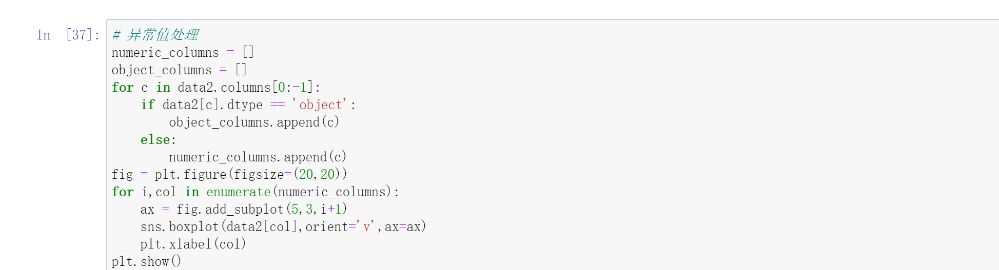 In [37]: # 异常值处理
numeric_columns = []
object_columns = []
for c in data2.columns[0:-1]:
    if data2[c].dtype == 'object':
        object_columns.append(c)
    else:
        numeric_columns.append(c)
fig = plt.figure(figsize=(20,20))
for i,col in enumerate(numeric_columns):
    ax = fig.add_subplot(5,3,i+1)
    sns.boxplot(data2[col],orient='v',ax=ax)
    plt.xlabel(col)
plt.show()